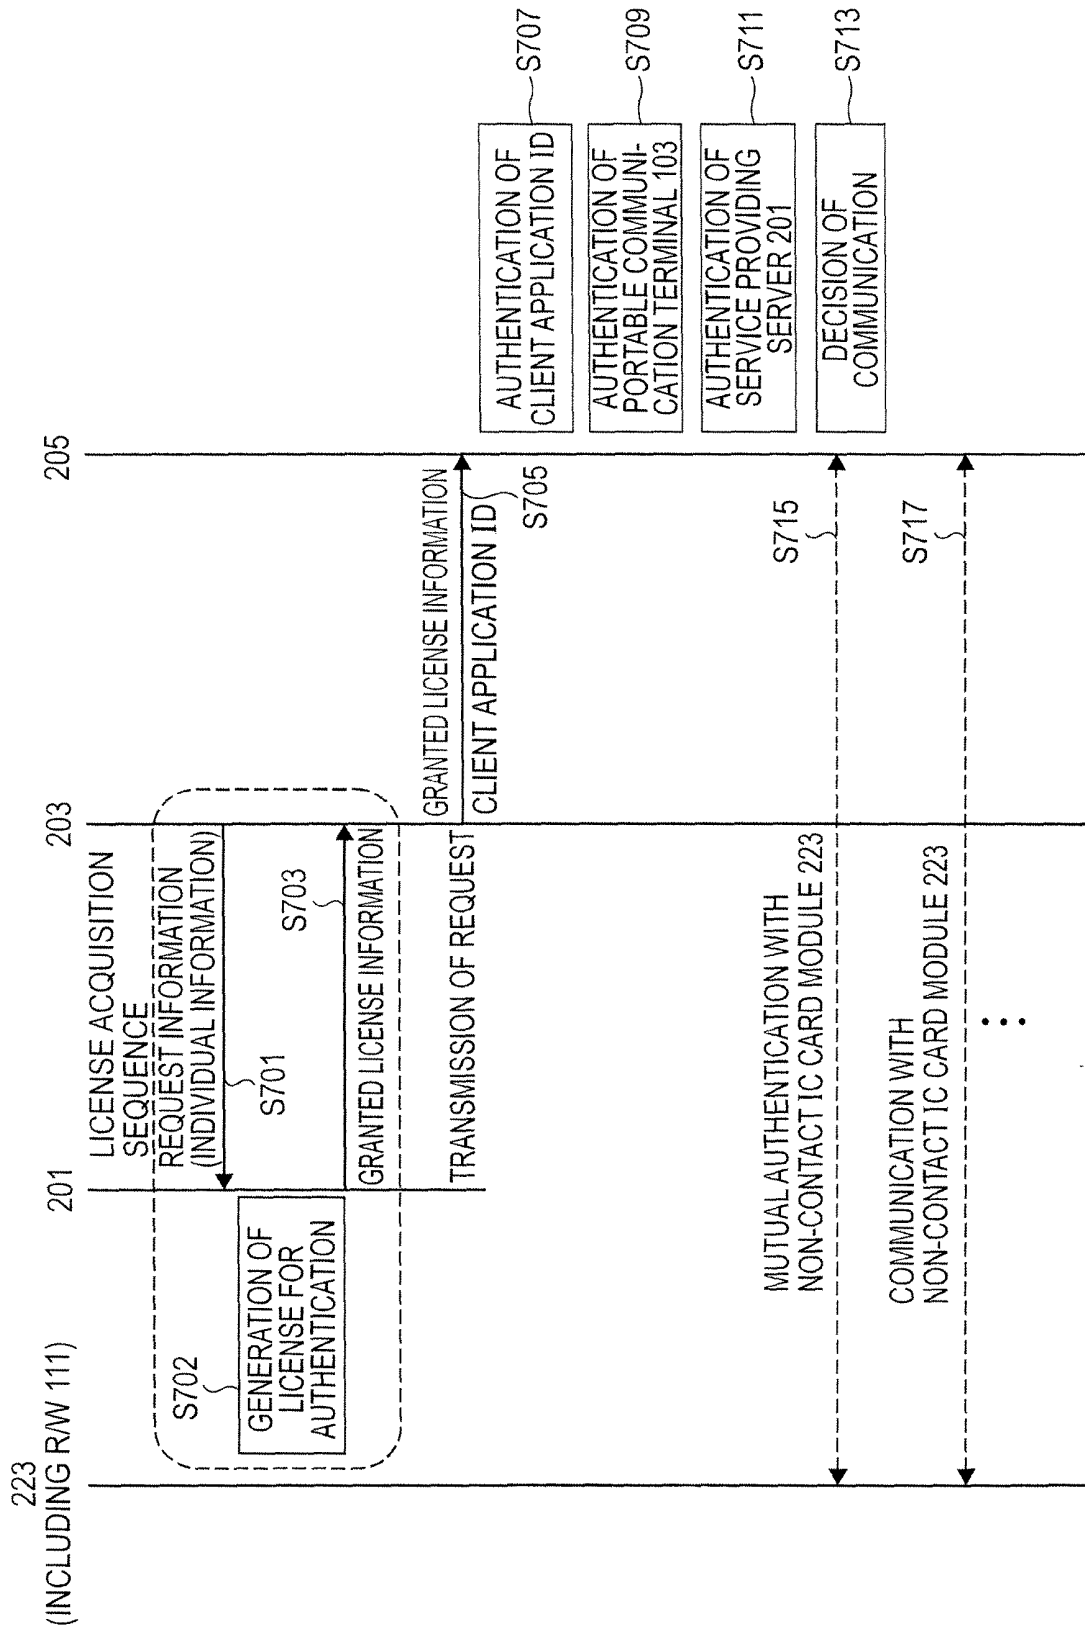 223
(INCLUDING R/W 111)
201
203
205
LICENSE ACQUISITION
SEQUENCE
REQUEST INFORMATION
(INDIVIDUAL INFORMATION)
S701
S702
GENERATION OF
LICENSE FOR
AUTHENTICATION
S703
GRANTED LICENSE INFORMATION
TRANSMISSION OF REQUEST
GRANTED LICENSE INFORMATION
CLIENT APPLICATION ID
S705
AUTHENTICATION OF
CLIENT APPLICATION ID
S707
AUTHENTICATION OF
PORTABLE COMMUNI-
CATION TERMINAL 103
S709
AUTHENTICATION OF
SERVICE PROVIDING
SERVER 201
S711
DECISION OF
COMMUNICATION
S713
MUTUAL AUTHENTICATION WITH
NON-CONTACT IC CARD MODULE 223
S715
COMMUNICATION WITH
NON-CONTACT IC CARD MODULE 223
S717